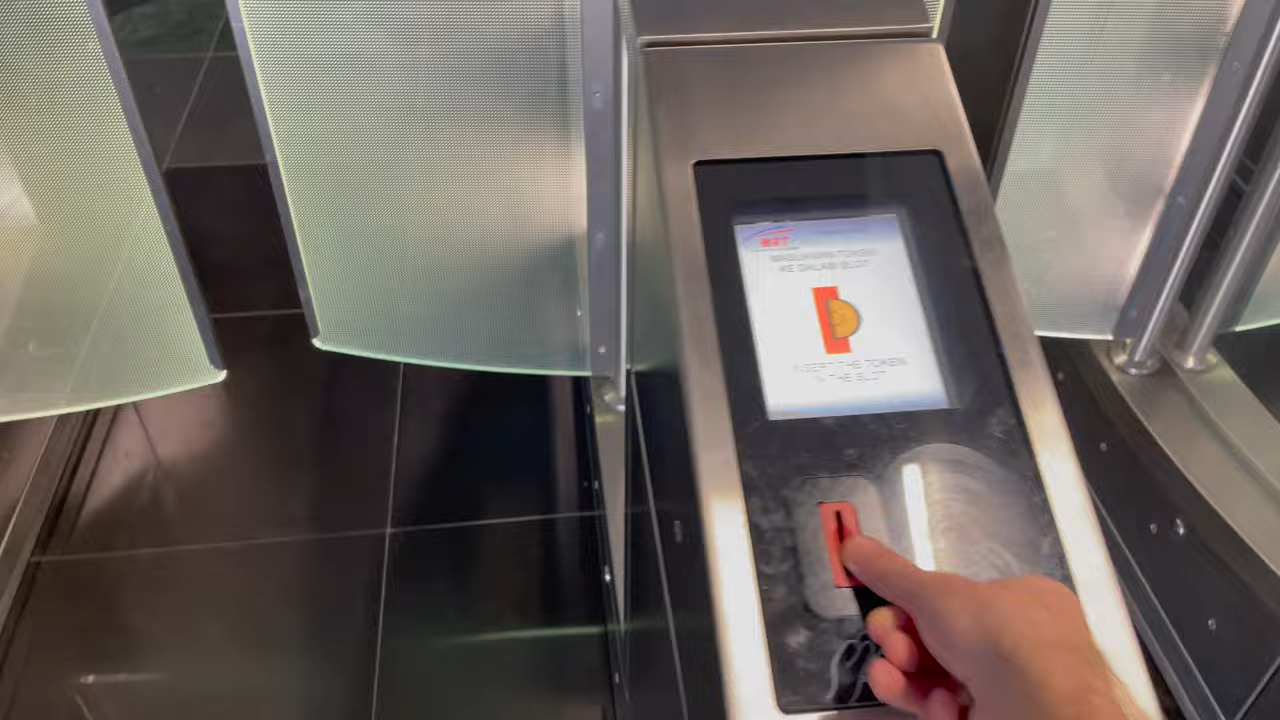 MASUKKAN TOKEN
KE DALAM SLOT
INSERT THE TOKEN
IN THE SLOT